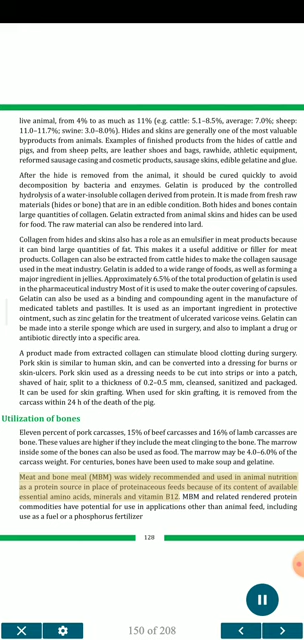 live animal, from 4% to as much as 11% (e.g. cattle: 5.1–8.5%, average: 7.0%; sheep:
11.0–11.7%; swine: 3.0–8.0%). Hides and skins are generally one of the most valuable
byproducts from animals. Examples of finished products from the hides of cattle and
pigs, and from sheep pelts, are leather shoes and bags, rawhide, athletic equipment,
reformed sausage casing and cosmetic products, sausage skins, edible gelatine and glue.
After the hide is removed from the animal, it should be cured quickly to avoid
decomposition by bacteria and enzymes. Gelatin is produced by the controlled
hydrolysis of a water-insoluble collagen derived from protein. It is made from fresh raw
materials (hides or bone) that are in an edible condition. Both hides and bones
contain large quantities of collagen. Gelatin extracted from animal skins and hides can be used
for food. The raw material can also be rendered into lard.
Collagen from hides and skins also has a role as an emulsifier in meat products because
it can bind large quantities of fat. This makes it a useful additive or filler for meat
products. Collagen can also be extracted from cattle hides to make the collagen sausage
used in the meat industry. Gelatin is added to a wide range of foods, as well as forming a
major ingredient in jellies. Approximately 6.5% of the total production of gelatin is used
in the pharmaceutical industry Most of it is used to make the outer covering of capsules.
Gelatin can also be used as a binding and compounding agent in the manufacture of
medicated tablets and pastilles. It is used as an important ingredient in protective
ointment, such as zinc gelatin for the treatment of ulcerated varicose veins. Gelatin can
be made into a sterile sponge which are used in surgery, and also to implant a drug or
antibiotic directly into a specific area.
A product made from extracted collagen can stimulate blood clotting during surgery.
Pork skin is similar to human skin, and can be converted into a dressing for burns or
skin-ulcers. Pork skin used as a dressing needs to be cut into strips or into a patch,
shaved of hair, split to a thickness of 0.2–0.5 mm, cleansed, sanitized and packaged. It
can be used for skin grafting. When used for skin grafting, it is removed from the
carcass within 24 h of the death of the pig.
Utilization of bones
Eleven percent of pork carcasses, 15% of beef carcasses and 16% of lamb carcasses are
bone. These values are higher if they include the meat clinging to the bone. The marrow
inside some of the bones can also be used as food. The marrow may be 4.0–6.0% of the
carcass weight. For centuries, bones have been used to make soup and gelatine.
Meat and bone meal (MBM) was widely recommended and used in animal nutrition
as a protein source in place of proteinaceous feeds because of its content of available
essential amino acids, minerals and vitamin B12. MBM and related rendered protein
commodities have potential for use in applications other than animal feed, including
use as a fuel or a phosphorus fertilizer
128
150 of 208